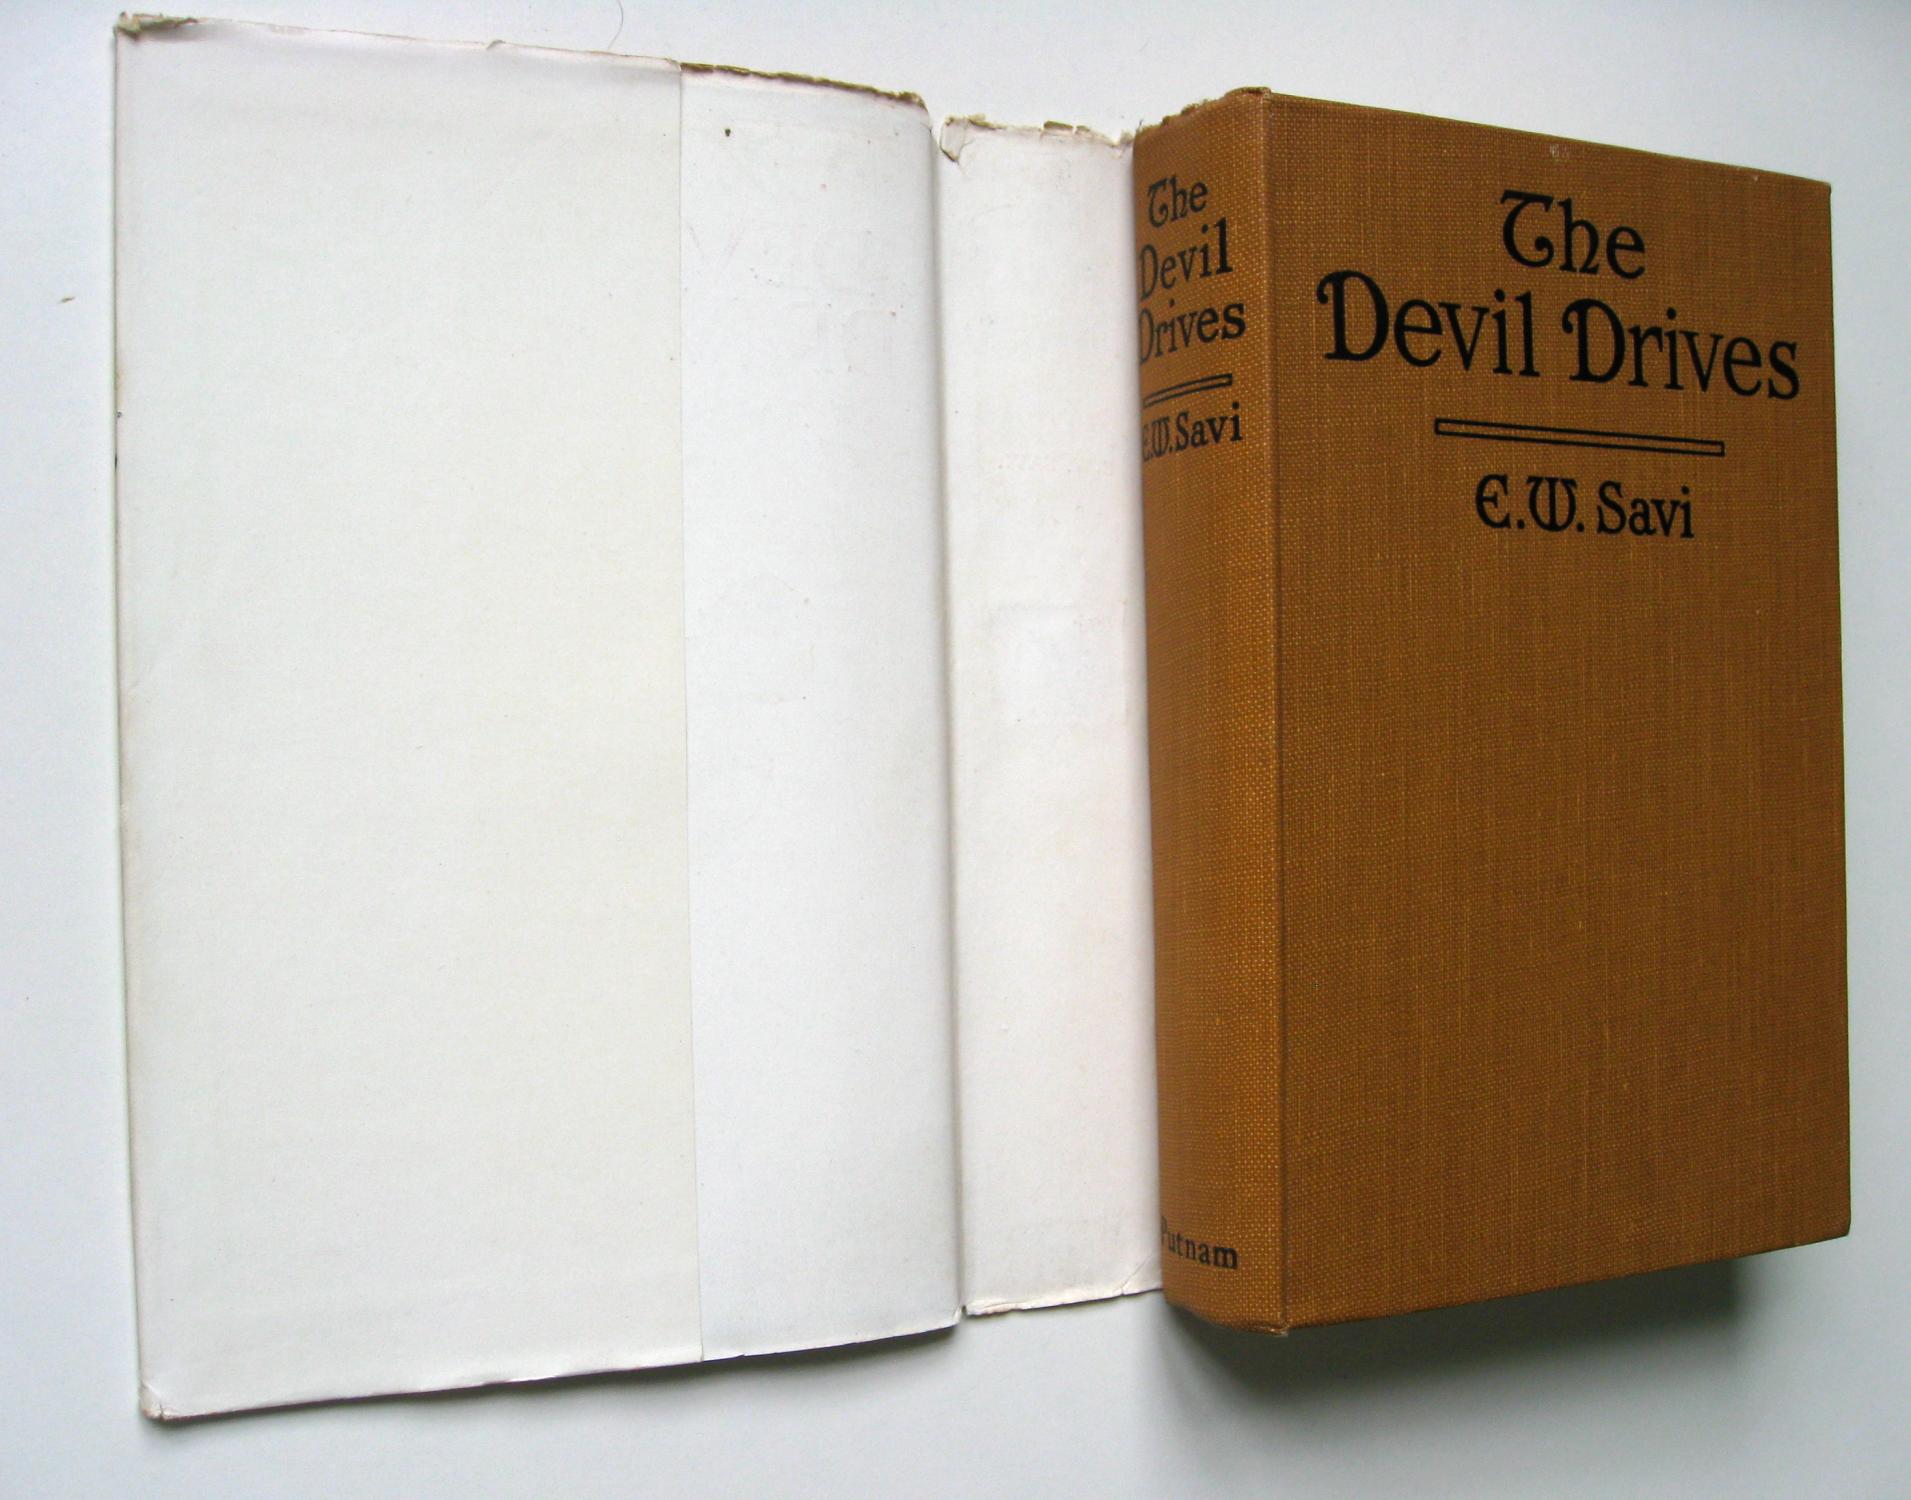 The
Devil
Drives
E.W. Savi
Putnam
The
Devil Drives
E.W. Savi